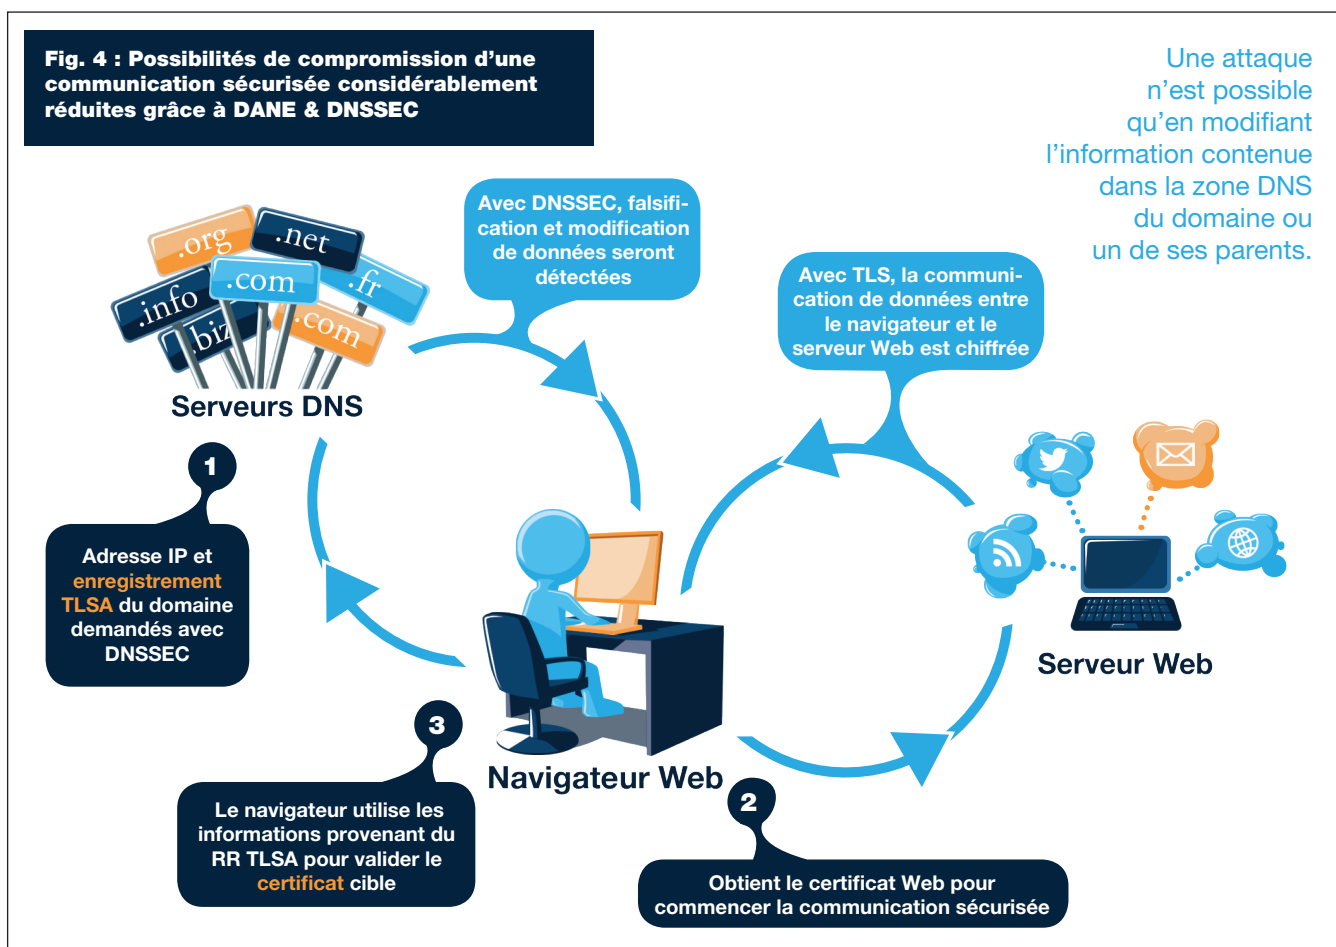 Fig. 4 : Possibilités de compromission d’une
communication sécurisée considérablement
réduites grâce à DANE & DNSSEC
Une attaque
n’est possible
qu’en modifiant
l’information contenue
dans la zone DNS
du domaine ou
un de ses parents.
.org
.net
.info
.com
.fr
.biz
.com
Serveurs DNS
Avec DNSSEC, falsifi-
cation et modification
de données seront
détectées
Avec TLS, la communi-
cation de données entre
le navigateur et le
serveur Web est chiffrée
1
Adresse IP et
enregistrement
TLSA du domaine
demandés avec
DNSSEC
Serveur Web
Navigateur Web
2
Obtient le certificat Web pour
commencer la communication sécurisée
3
Le navigateur utilise les
informations provenant du
RR TLSA pour valider le
certificat cible